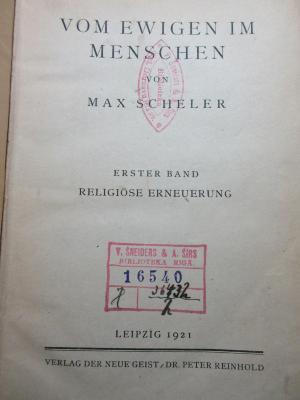 VOM EWIGEN IM
MENSCHEN
VON
MAX SCHELER
ERSTER BAND
RELIGIÖSE ERNEUERUNG
V. ŠNEIDERS & A. ŠIRS
BIBLIOTEKA RIGĀ.
16540
LEIPZIG 1921
VERLAG DER NEUE GEIST / DR. PETER REINHOLD